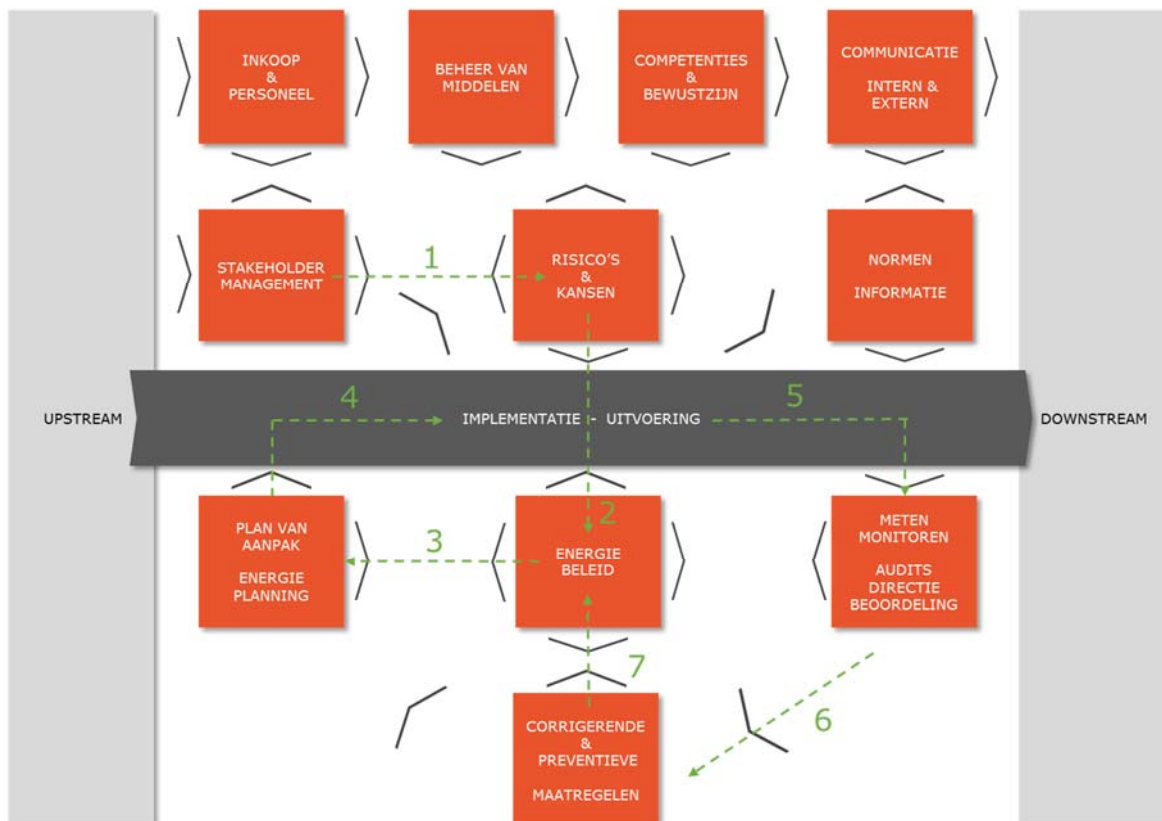 INKOOP
&
PERSONEEL
BEHEER VAN
MIDDELEN
COMPETENTIES
&
BEWUSTZIJN
COMMUNICATIE
INTERN &
EXTERN
STAKEHOLDER
MANAGEMENT
1
RISICO'S
&
KANSEN
NORMEN
INFORMATIE
UPSTREAM
4
IMPLEMENTATIE - UITVOERING
5
DOWNSTREAM
PLAN VAN
AANPAK
ENERGIE
PLANNING
3
2
ENERGIE
BELEID
METEN
MONITOREN
AUDITS
DIRECTIE
BEOORDELING
7
CORRIGERENDE
&
PREVENTIEVE
MAATREGELEN
6